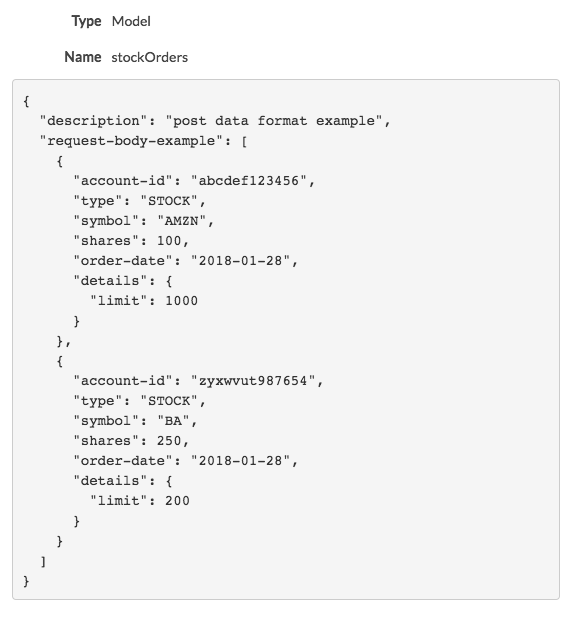 Type Model
Name stockOrders
{
  "description": "post data format example",
  "request-body-example": [
    {
      "account-id": "abcdef123456",
      "type": "STOCK",
      "symbol": "AMZN",
      "shares": 100,
      "order-date": "2018-01-28",
      "details": {
        "limit": 1000
      }
    },
    {
      "account-id": "zyxwvut987654",
      "type": "STOCK",
      "symbol": "BA",
      "shares": 250,
      "order-date": "2018-01-28",
      "details": {
        "limit": 200
      }
    }
  ]
}